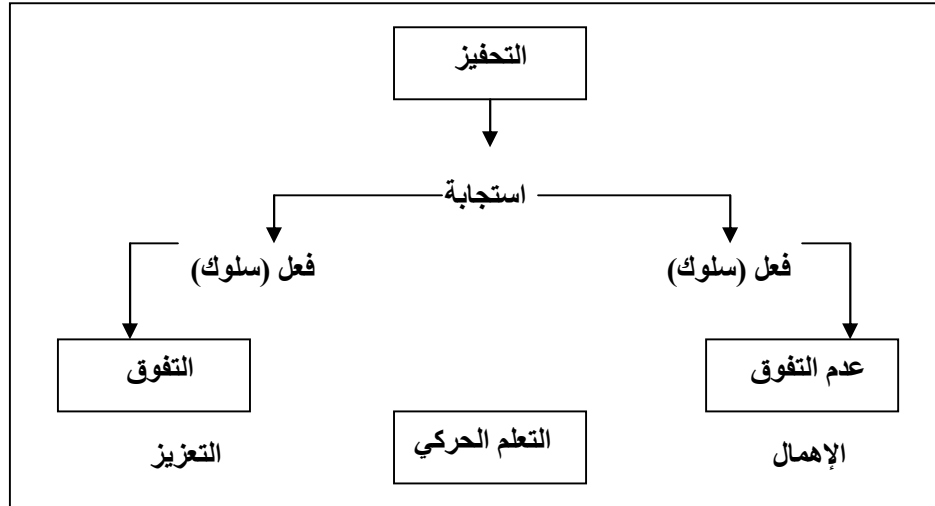 التحفيز
استجابة
فعل (سلوك)
فعل (سلوك)
عدم التفوق
التفوق
التعلم الحركي
الإهمال
التعزيز